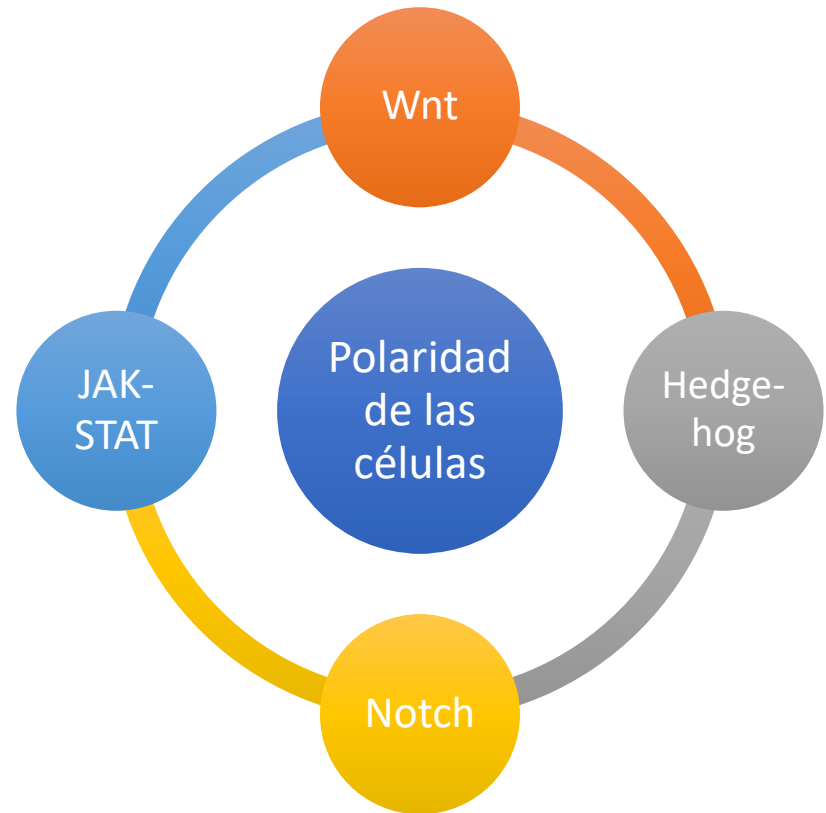 Wnt
Polaridad
de las
células
JAK-
STAT
Hedge-
hog
Notch